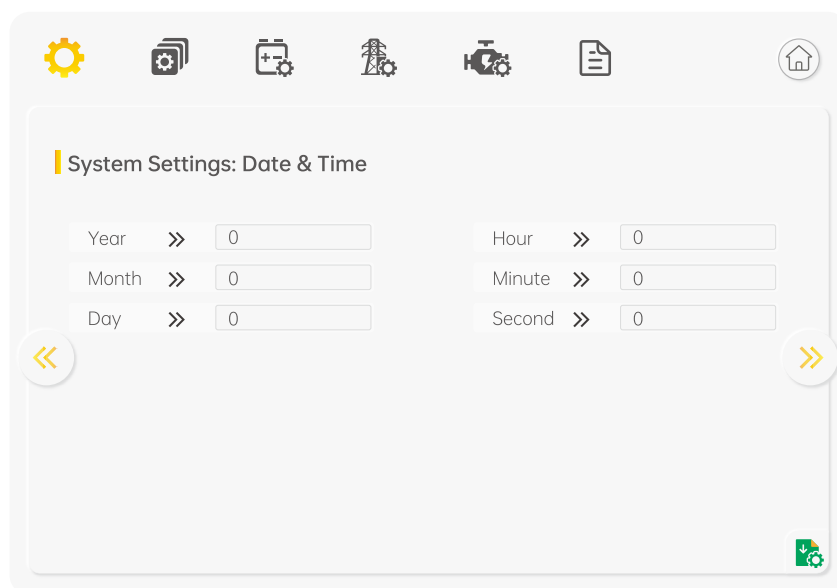 System Settings: Date & Time
Year 0 Hour 0
Month 0 Minute 0
Day 0 Second 0